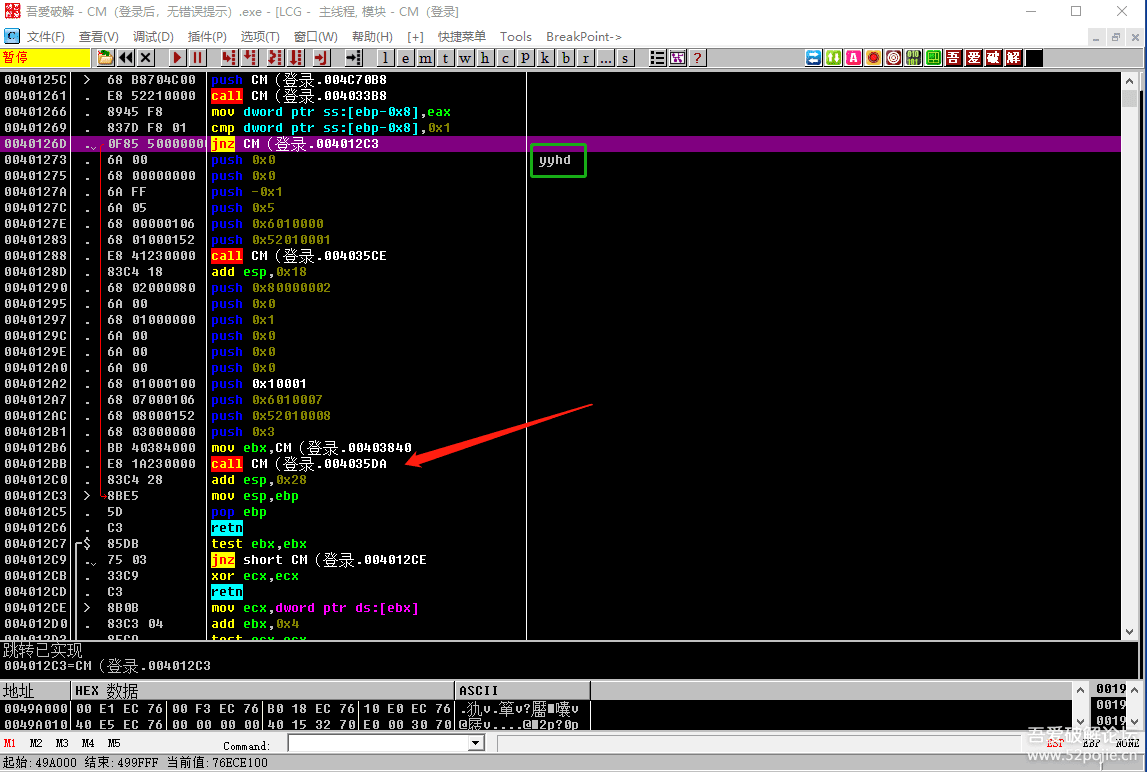 吾爱破解 - CM（登录后，无错误提示）.exe - [LCG - 主线程, 模块 - CM（登录]
C 文件(F) 查看(V) 调试(D) 插件(P) 选项(T) 窗口(W) 帮助(H) [+] 快捷菜单 Tools BreakPoint->
暂停 l e m t w h c p k b r ... s ? A 吾 爱 破 解
0040125C > 68 B8704C00 push CM（登录.004C70B8
00401261 . E8 52210000 call CM（登录.004033B8
00401266 . 8945 F8 mov dword ptr ss:[ebp-0x8],eax
00401269 . 837D F8 01 cmp dword ptr ss:[ebp-0x8],0x1
0040126D . 0F85 50000000 jnz CM（登录.004012C3
00401273 . 6A 00 push 0x0 yyhd
00401275 . 68 00000000 push 0x0
0040127A . 6A FF push -0x1
0040127C . 6A 05 push 0x5
0040127E . 68 00000106 push 0x6010000
00401283 . 68 01000152 push 0x52010001
00401288 . E8 41230000 call CM（登录.004035CE
0040128D . 83C4 18 add esp,0x18
00401290 . 68 02000080 push 0x80000002
00401295 . 6A 00 push 0x0
00401297 . 68 01000000 push 0x1
0040129C . 6A 00 push 0x0
0040129E . 6A 00 push 0x0
004012A0 . 6A 00 push 0x0
004012A2 . 68 01000100 push 0x10001
004012A7 . 68 07000106 push 0x6010007
004012AC . 68 08000152 push 0x52010008
004012B1 . 68 03000000 push 0x3
004012B6 . BB 40384000 mov ebx,CM（登录.00403840
004012BB . E8 1A230000 call CM（登录.004035DA
004012C0 . 83C4 28 add esp,0x28
004012C3 > 8BE5 mov esp,ebp
004012C5 . 5D pop ebp
004012C6 . C3 retn
004012C7 $ 85DB test ebx,ebx
004012C9 . 75 03 jnz short CM（登录.004012CE
004012CB . 33C9 xor ecx,ecx
004012CD . C3 retn
004012CE > 8B0B mov ecx,dword ptr ds:[ebx]
004012D0 . 83C3 04 add ebx,0x4
跳转已实现
004012C3=CM（登录.004012C3
地址 HEX 数据 ASCII 0019
0049A000 00 E1 EC 76 00 F3 EC 76 B0 18 EC 76 10 E0 EC 76 0019
0049A010 40 E5 EC 76 00 00 00 00 40 15 32 70 E0 00 30 70 0019
M1 M2 M3 M4 M5 Command: ESP EBP NONE
起始: 49A000 结束: 499FFF 当前值: 76ECE100
吾爱破解论坛
www.52pojie.cn